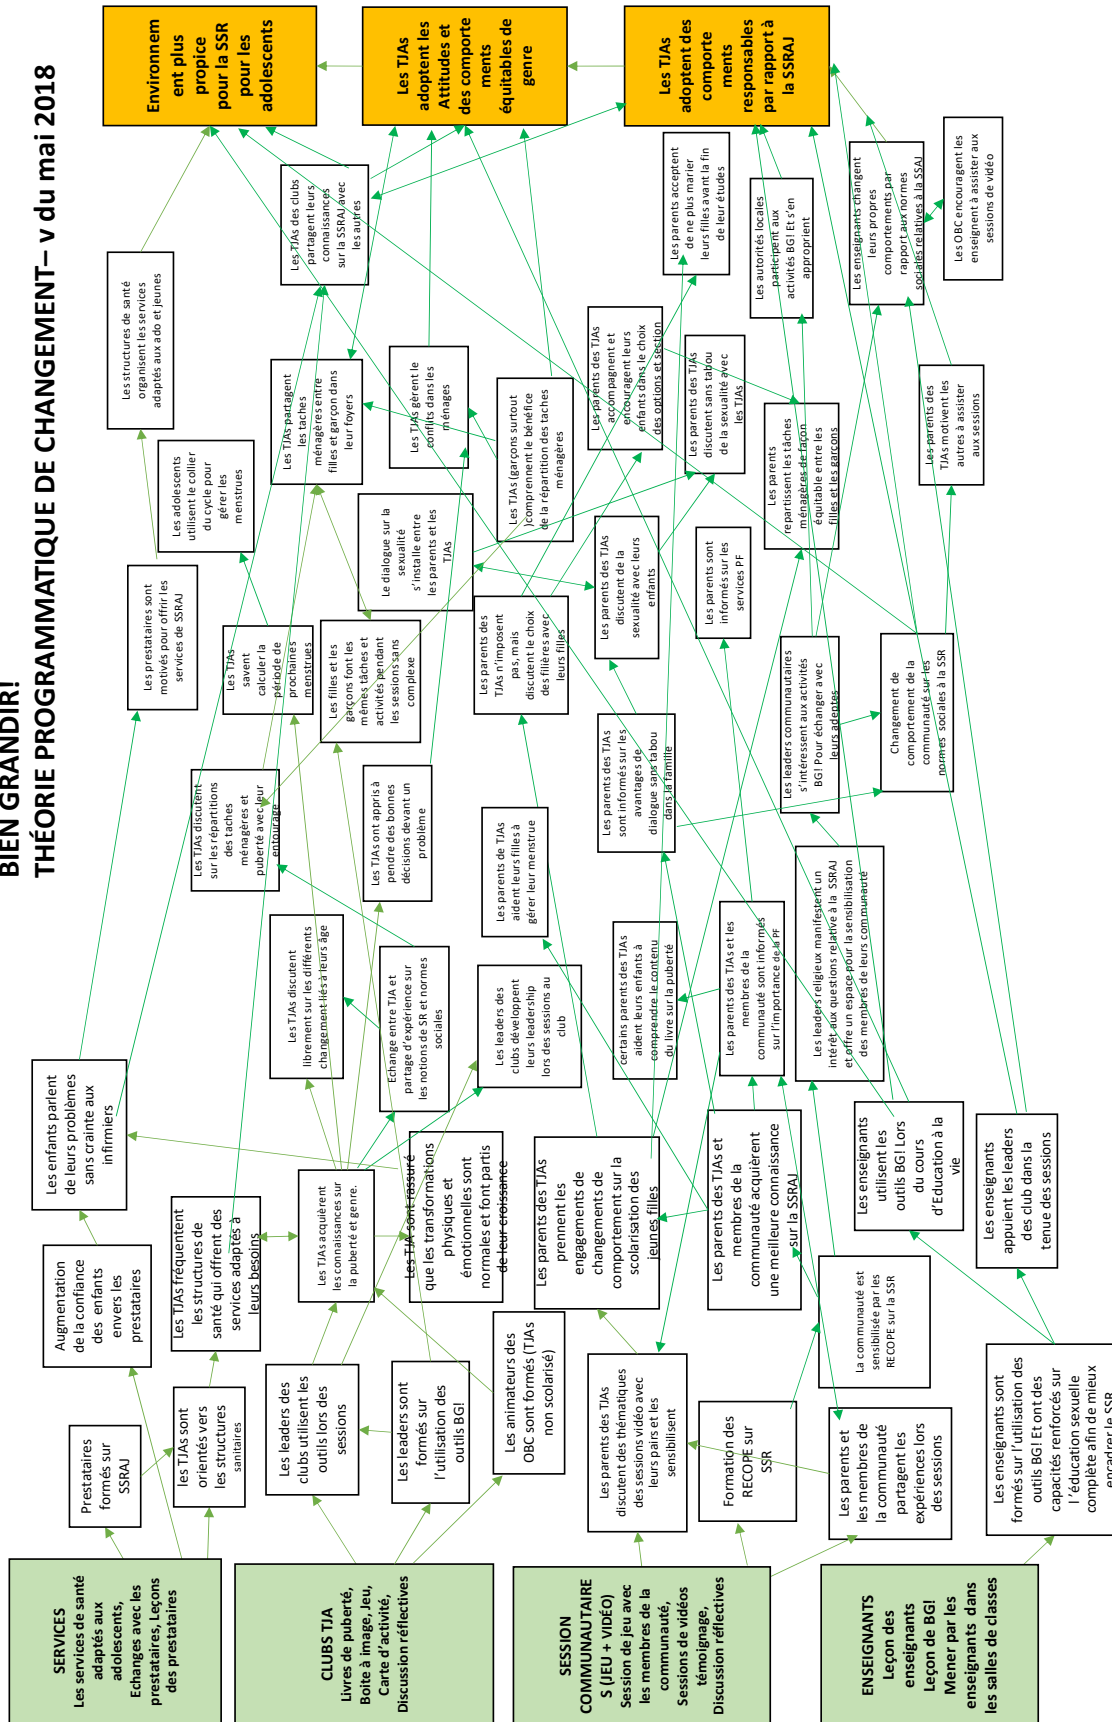 BIEN GRANDIR!
THÉORIE PROGRAMMATIQUE DE CHANGEMENT– v du mai 2018
SERVICES
Les services de santé
adaptés aux
adolescents,
Echanges avec les
prestataires, Leçons
des prestataires
CLUBS TJA
Livres de puberté,
Boite à image, Jeu,
Carte d'activité,
Discussion réflectives
SESSION
COMMUNAUTAIRE
S (JEU + VIDÉO)
Session de jeu avec
les membres de la
communauté,
Sessions de vidéos
témoignage,
Discussion réflectives
ENSEIGNANTS
Leçon des
enseignants
Leçon de BG!
Mener par les
enseignants dans
les salles de classes
Prestataires
formés sur
SSRAJ
les TJAs sont
orientés vers
les structures
sanitaires
Augmentation
de la confiance
des enfants
envers les
prestataires
Les TJAs fréquentent
les structures de
santé qui offrent des
services adaptés à
leurs besoins
Les enfants parlent
de leurs problèmes
sans crainte aux
infirmiers
Les leaders des
clubs utilisent les
outils lors des
sessions
Les leaders sont
formés sur
l'utilisation des
outils BG!
Les animateurs des
OBC sont formés (TJAs
non scolarisé)
Les TJAs acquièrent
les connaissances sur
la puberté et genre.
Les TJA sont rassuré
que les transformations
physiques et
émotionnelles sont
normales et font partis
de leur croissance
Les TJAs discutent
librement sur les différents
changement liés à leurs âge
Echange entre TJA et
partage d'expérience sur
les notions de SR et normes
sociales
Les leaders des
clubs développent
leurs leadership
lors des sessions au
club
Les TJAs discutent
sur les répartitions
des taches
ménagères et
puberté avec leur
entourage
Les TJAs ont appris à
pendre des bonnes
décisions devant un
problème
Les parents de TJAs
aident leurs filles à
gérer leur menstrue
Les prestataires sont
motivés pour offrir les
services de SSRAJ
Les TJAs
savent
calculer la
période de
prochaines
menstrues
Les adolescents
utilisent le collier
du cycle pour
gérer les
menstrues
Les filles et les
garçons font les
mêmes tâches et
activités pendant
les sessions sans
complexe
Le dialogue sur la
sexualité
s'installe entre
les parents et les
TJAs
Les structures de santé
organisent les services
adaptés aux ado et jeunes
Les TJAs partagent
les taches
ménagères entre
filles et garçon dans
leur foyers
Les TJAs gèrent le
conflits dans les
ménages
Les TJAs (garçons surtout
)comprennent le bénéfice
de la répartition des taches
ménagères
Les TJAs des clubs
partagent leurs
connaissances
sur la SSRAJ avec
les autres
Les parents des TJAs
discutent des thématiques
des sessions vidéo avec
leurs pairs et les
sensibilisent
Formation des
RECOPE sur
SSR
Les parents et
les membres de
la communauté
partagent les
expériences lors
des sessions
La communauté est
sensibilisée par les
RECOPE sur la SSR
Les parents des TJAs
prennent les
engagements de
changements de
comportement sur la
scolarisation des
jeunes filles
Les parents des TJAs et
membres de la
communauté acquièrent
une meilleure connaissance
sur la SSRAJ
certains parents des TJAs
aident leurs enfants à
comprendre le contenu
du livre sur la puberté
Les parents des TJAs et les
membres de la
communauté sont informés
sur l'importance de la PF
Les leaders religieux manifestent un
intérêt aux questions relative à la SSRAJ
et offre un espace pour la sensibilisation
des membres de leurs communauté
Les parents des
TJAs n'imposent
pas, mais
discutent le choix
des filières avec
leurs filles
Les parents des TJAs
sont informés sur les
avantages de
dialogue sans tabou
dans la famille
Les parents des TJAs
discutent de la
sexualité avec leurs
enfants
Les parents sont
informés sur les
services PF
Les leaders communautaires
s'intéressent aux activités
BG! Pour échanger avec
leurs adeptes
Changement de
comportement de la
communauté sur les
normes sociales à la SSR
Les parents des TJAs
accompagnent et
encouragent leurs
enfants dans le choix
des options et section
Les parents des TJAs
discutent sans tabou
de la sexualité avec
les TJAs
Les parents
repartissent les tâches
ménagères de façon
équitable entre les
filles et les garçons
Les parents des
TJAs motivent les
autres à assister
aux sessions
Les parents acceptent
de ne plus marier
leurs filles avant la fin
de leur études
Les autorités locales
participent aux
activités BG! Et s'en
approprient
Les enseignants changent
leurs propres
comportements par
rapport aux normes
sociales relatives à la SSAJ
Les OBC encouragent les
enseignent à assister aux
sessions de vidéo
Les enseignants sont
formés sur l'utilisation des
outils BG! Et ont des
capacités renforcés sur
l'éducation sexuelle
complète afin de mieux
encadrer le SSR
Les enseignants
utilisent les
outils BG! Lors
du cours
d'Education à la
vie
Les enseignants
appuient les leaders
des club dans la
tenue des sessions
Environnem
ent plus
propice
pour la SSR
pour les
adolescents
Les TJAs
adoptent les
Attitudes et
des comporte
ments
équitables de
genre
Les TJAs
adoptent des
comporte
ments
responsables
par rapport à
la SSRAJ